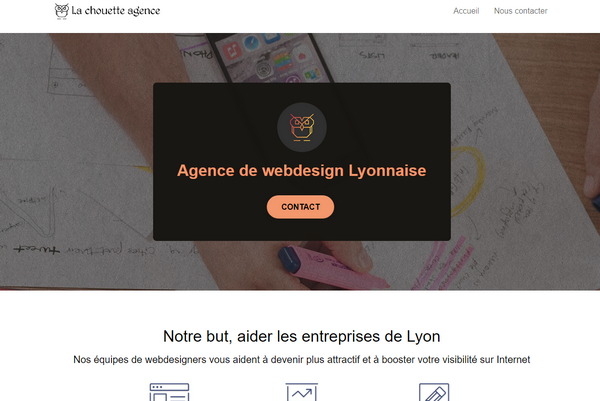 La chouette agence
Accueil
Nous contacter
Agence de webdesign Lyonnaise
CONTACT
Notre but, aider les entreprises de Lyon
Nos équipes de webdesigners vous aident à devenir plus attractif et à booster votre visibilité sur Internet